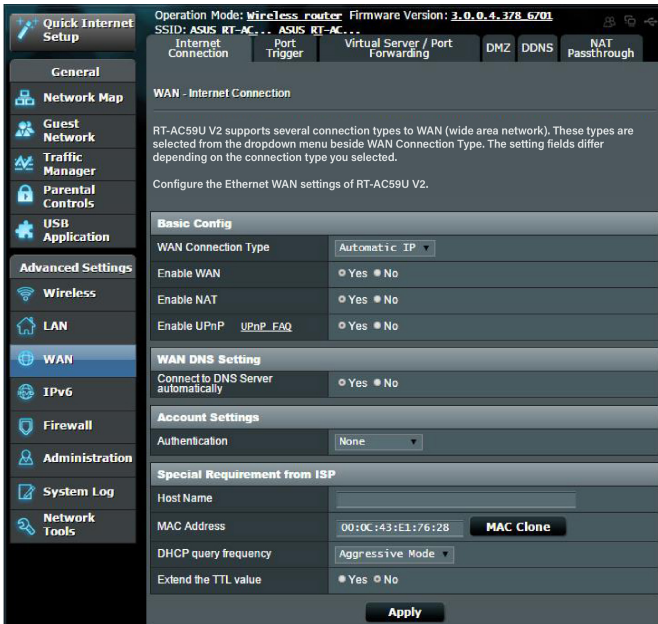 Quick Internet
Setup
General
Network Map
Guest
Network
Traffic
Manager
Parental
Controls
USB
Application
Advanced Settings
Wireless
LAN
WAN
IPv6
Firewall
Administration
System Log
Network
Tools
Operation Mode: Wireless router Firmware Version: 3.0.0.4.378_6701
SSID: ASUS RT-AC... ASUS RT-AC...
Internet
Connection
Port
Trigger
Virtual Server / Port
Forwarding
DMZ
DDNS
NAT
Passthrough
WAN - Internet Connection
RT-AC59U V2 supports several connection types to WAN (wide area network). These types are
selected from the dropdown menu beside WAN Connection Type. The setting fields differ
depending on the connection type you selected.
Configure the Ethernet WAN settings of RT-AC59U V2.
Basic Config
WAN Connection Type Automatic IP
Enable WAN Yes No
Enable NAT Yes No
Enable UPnP UPnP FAQ Yes No
WAN DNS Setting
Connect to DNS Server
automatically Yes No
Account Settings
Authentication None
Special Requirement from ISP
Host Name
MAC Address 00:0C:43:E1:76:28 MAC Clone
DHCP query frequency Aggressive Mode
Extend the TTL value Yes No
Apply